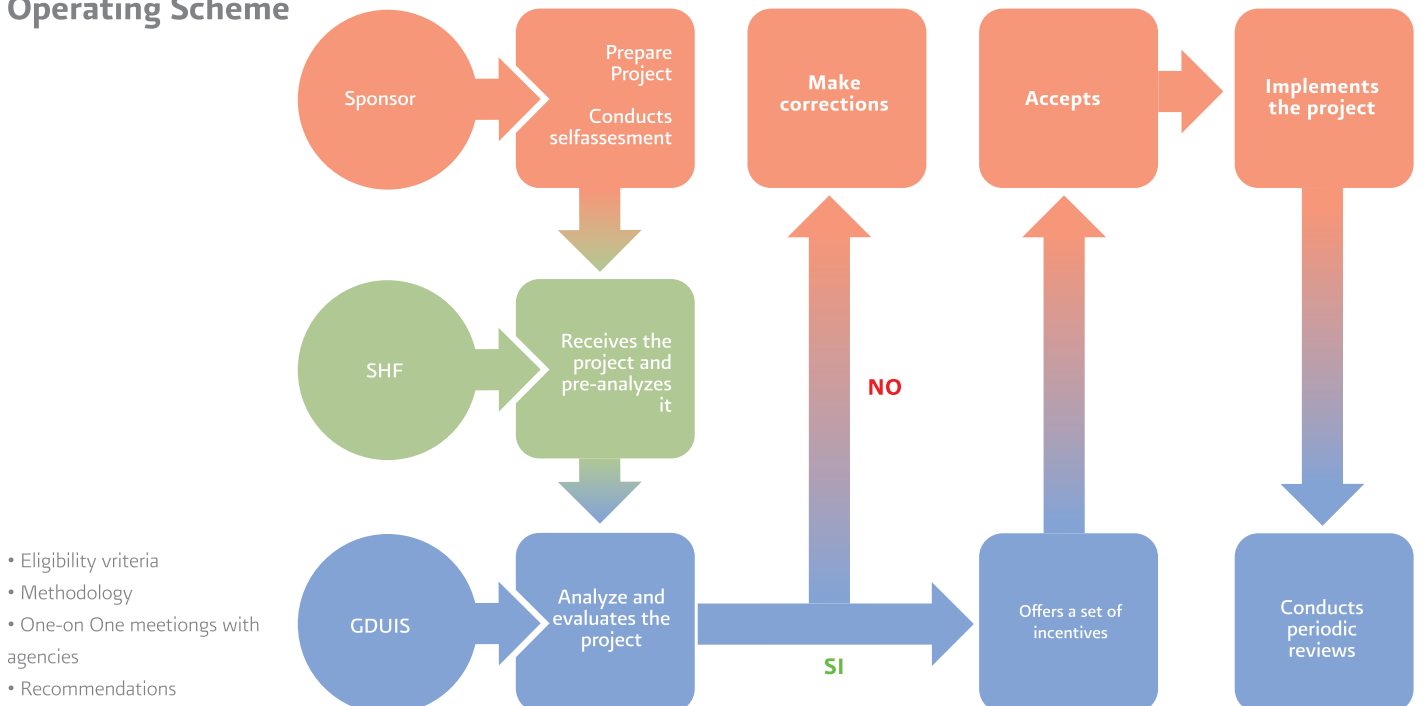 Operating Scheme
Sponsor
Prepare
Project
Conducts
selfassesment
Make
corrections
Accepts
Implements
the project
SHF
Receives the
project and
pre-analyzes
it
NO
• Eligibility vriteria
• Methodology
• One-on One meetiongs with
agencies
• Recommendations
GDUIS
Analyze and
evaluates the
project
SI
Offers a set of
incentives
Conducts
periodic
reviews